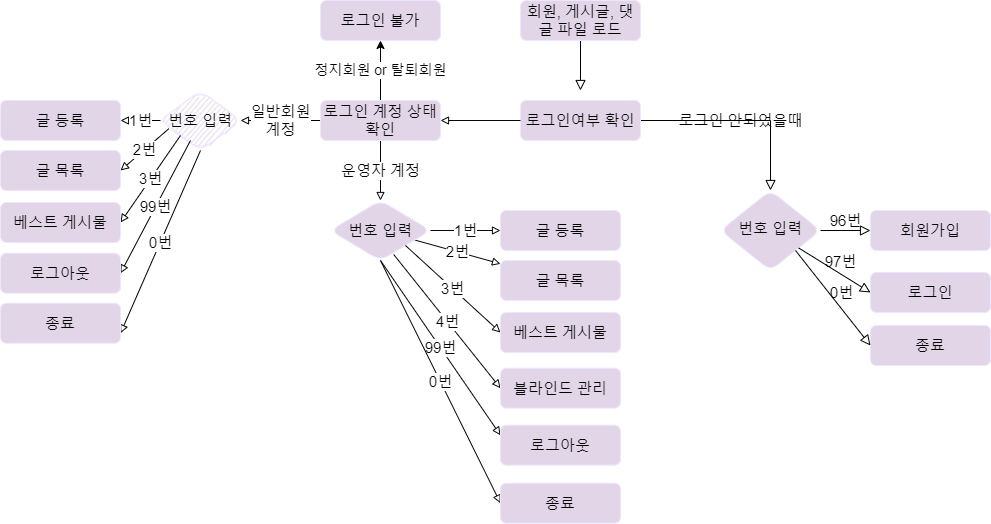 로그인 불가
회원, 게시글, 댓
글 파일 로드
정지회원 or 탈퇴회원
글 등록
1번
번호 입력
일반회원
계정
로그인 계정 상태
확인
로그인여부 확인
로그인 안되었을때
2번
글 목록
3번
운영자 계정
베스트 게시물
99번
0번
로그아웃
종료
번호 입력
1번
글 등록
2번
글 목록
3번
베스트 게시물
4번
블라인드 관리
99번
로그아웃
0번
종료
번호 입력
96번
회원가입
97번
로그인
0번
종료